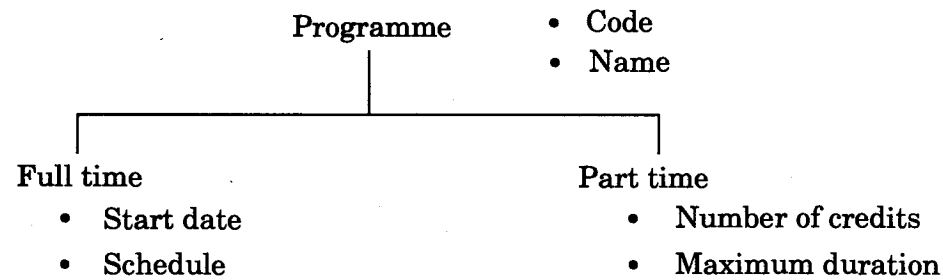 Programme
• Code
• Name
Full time
• Start date
• Schedule
Part time
• Number of credits
• Maximum duration